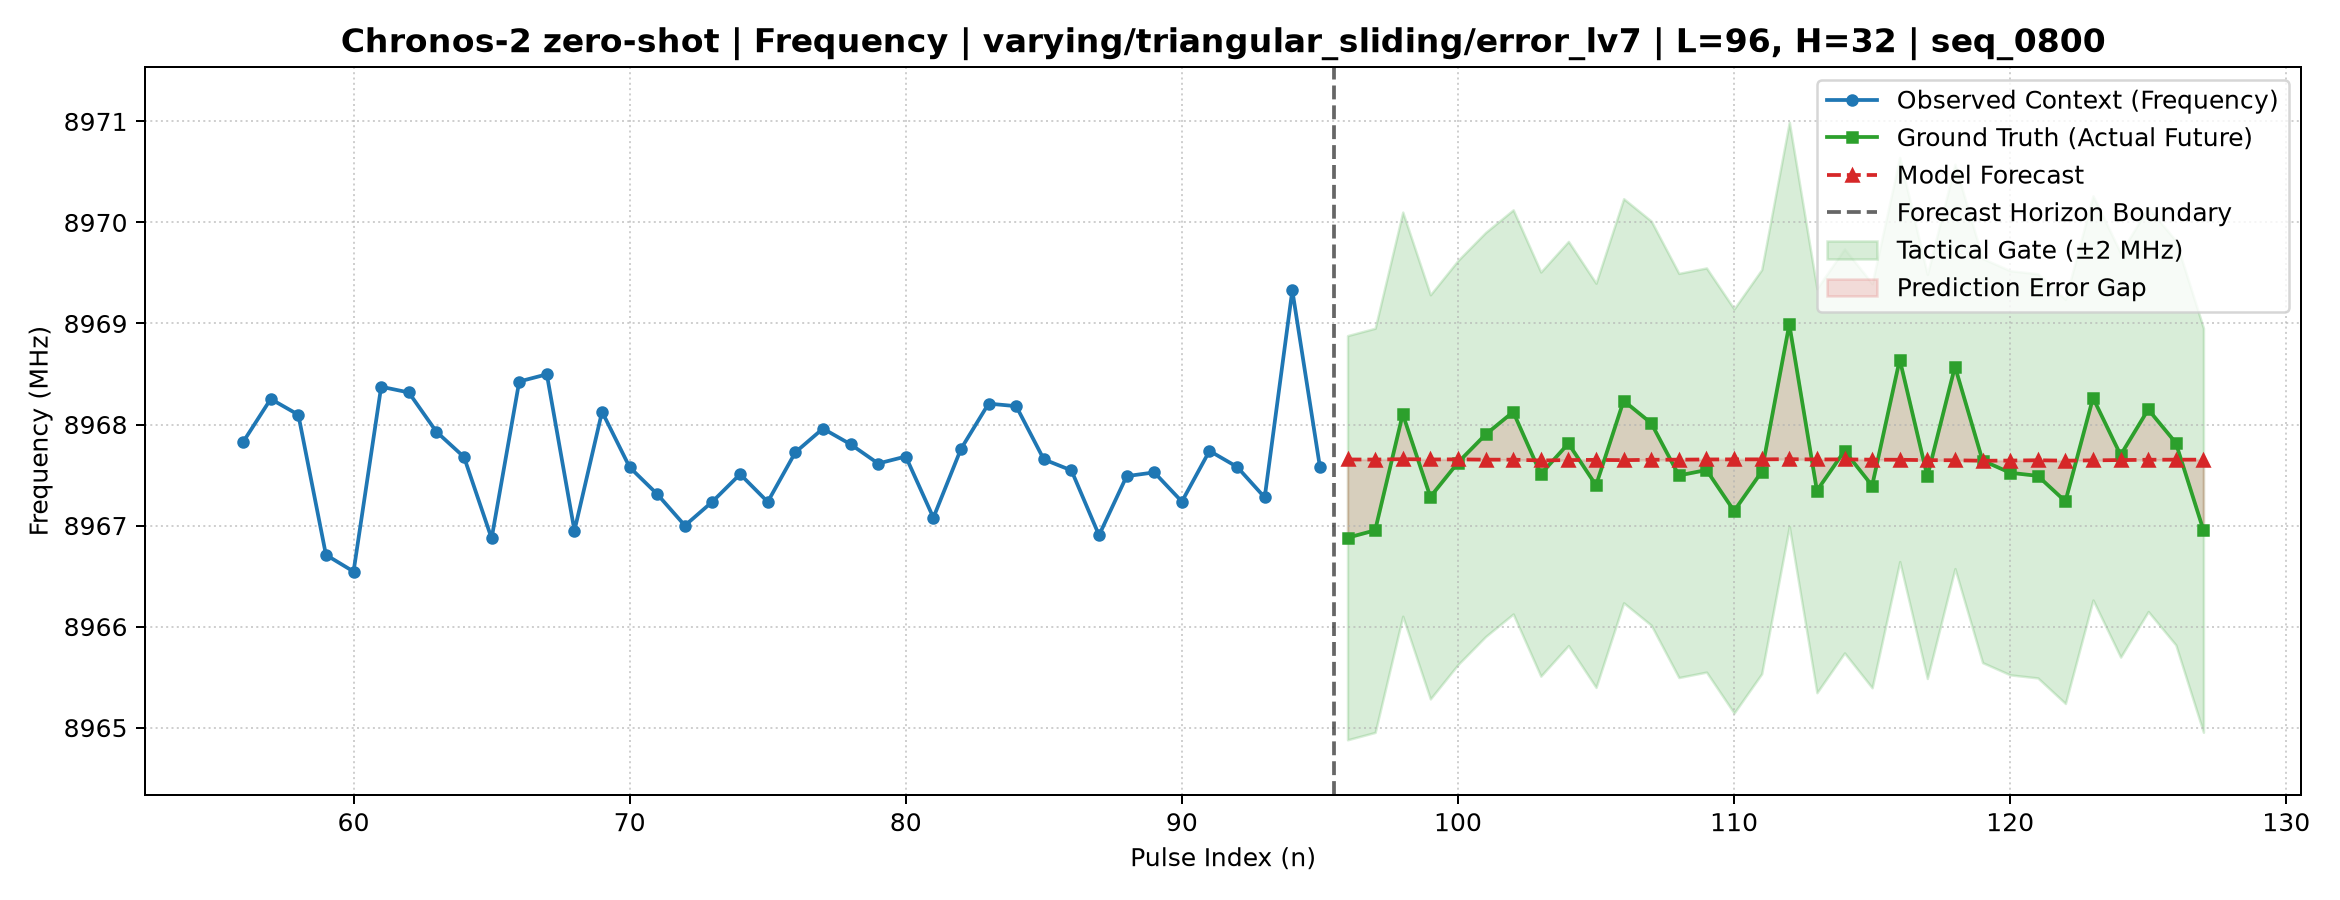 Chronos-2 zero-shot | Frequency | varying/triangular_sliding/error_lv7 | L=96, H=32 | seq_0800
Frequency (MHz)
8971
8970
8969
8968
8967
8966
8965
Observed Context (Frequency)
Ground Truth (Actual Future)
Model Forecast
Forecast Horizon Boundary
Tactical Gate (±2 MHz)
Prediction Error Gap
60 70 80 90 100 110 120 130
Pulse Index (n)